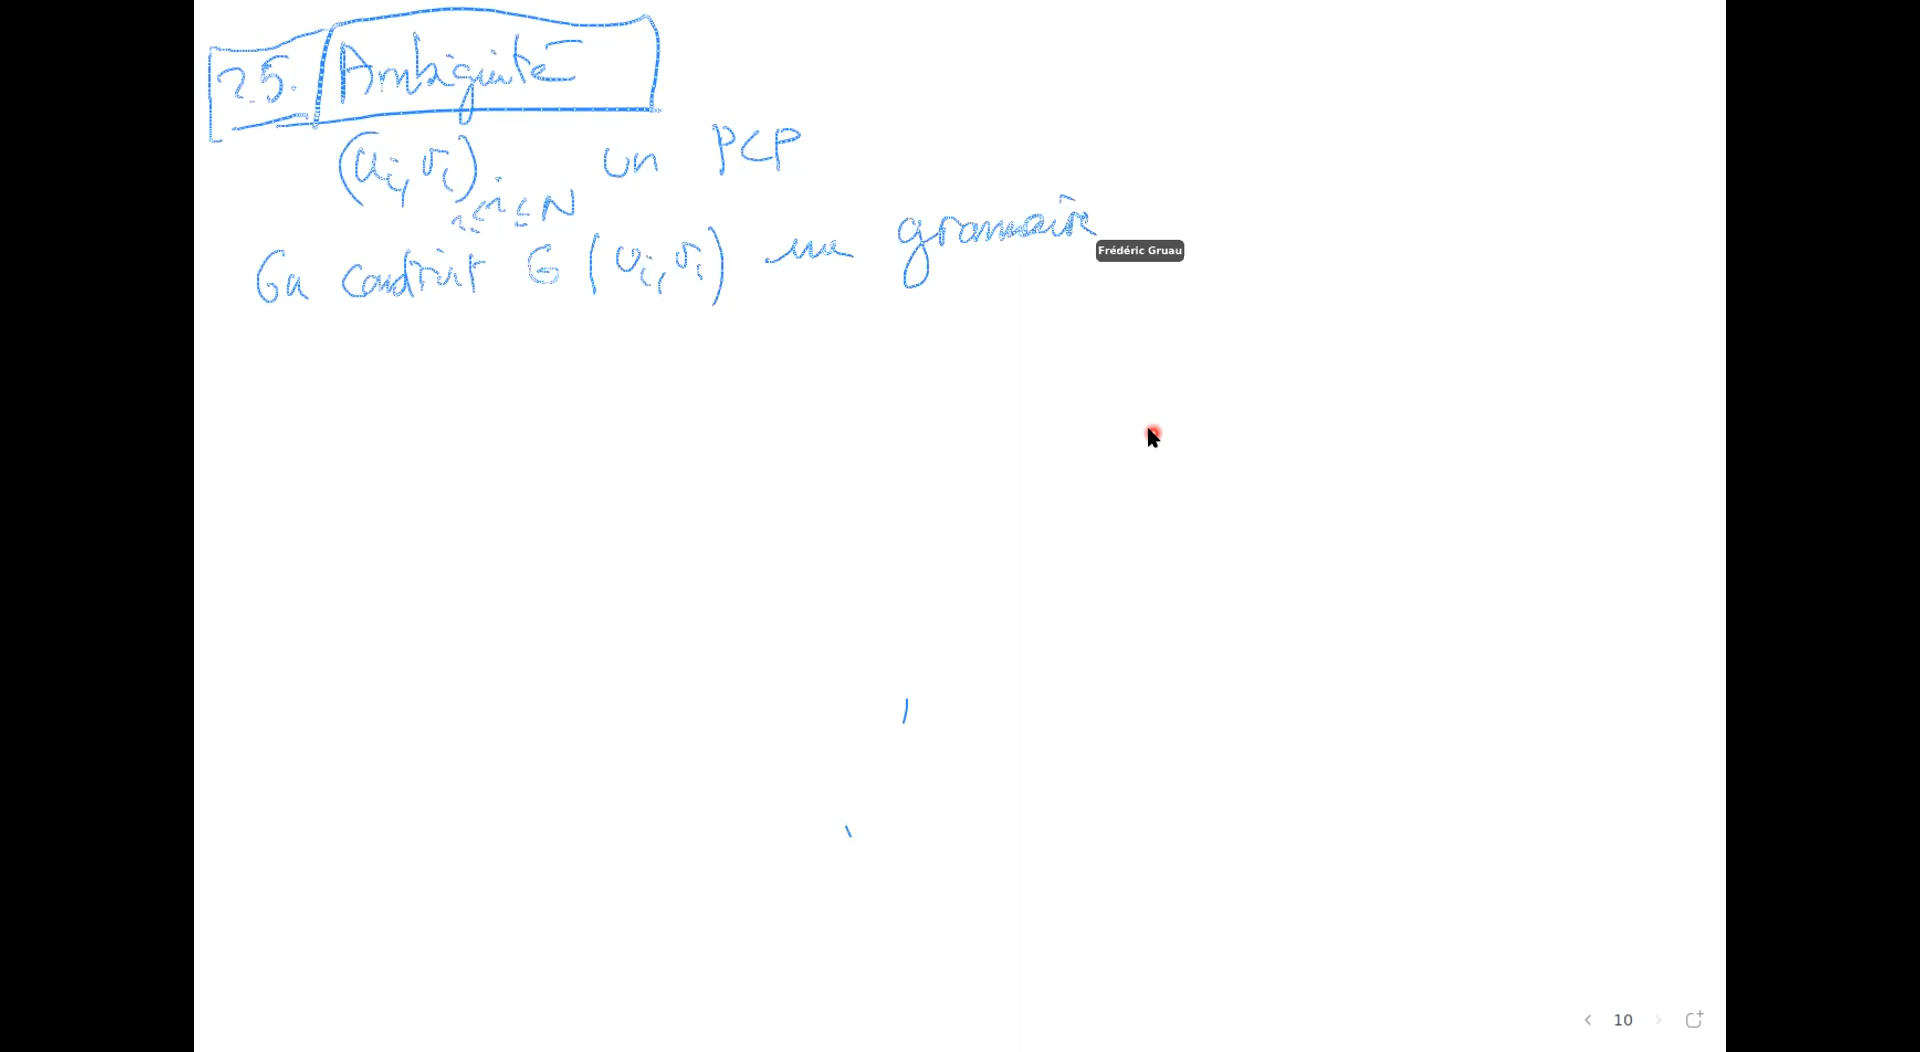 2.5. Ambiguité
(ui, vi) 1≤i≤N un PCP
On construit G (ui, vi) une grammaire
Frédéric Gruau
10